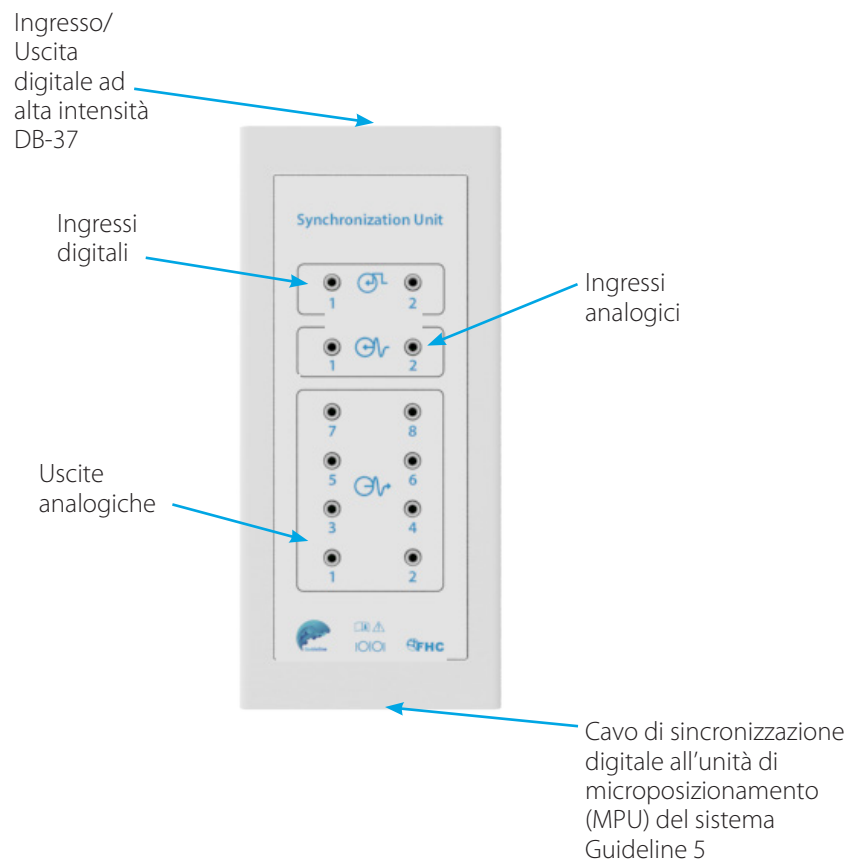 Ingresso/
Uscita
digitale ad
alta intensità
DB-37
Synchronization Unit
Ingressi
digitali
1 2
Ingressi
analogici
1 2
7 8
5 6
Uscite
analogiche
3 4
1 2
IOIOI FHC
Cavo di sincronizzazione
digitale all’unità di
microposizionamento
(MPU) del sistema
Guideline 5